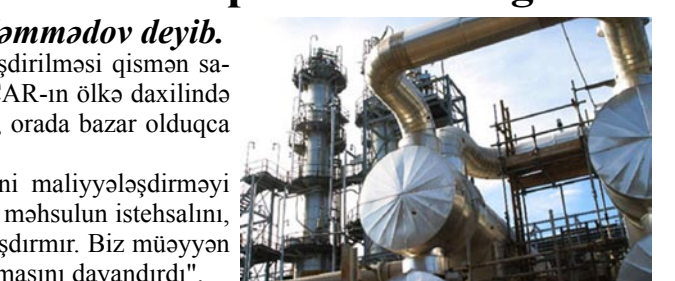 əmmədov deyib.
şdirilməsi qismən sa-
AR-ın ölkə daxilində
, orada bazar olduqca
ni maliyyələşdirməyi
məhsulun istehsalını,
şdırmır. Biz müəyyən
masını dayandırdı".